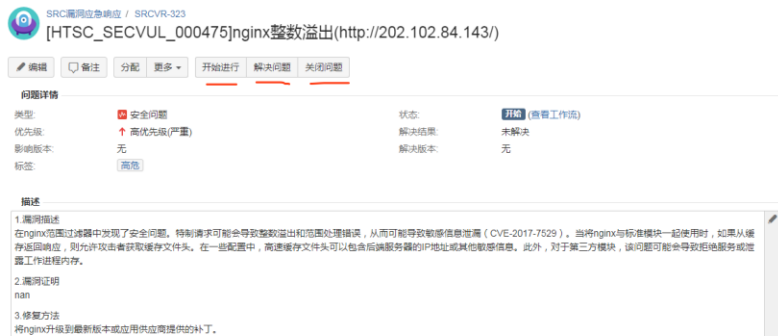 SRC漏洞应急响应 / SRCVR-323
[HTSC_SECVUL_000475]nginx整数溢出(http://202.102.84.143/)
编辑 备注 分配 更多 开始进行 解决问题 关闭问题
问题详情
类型: 安全问题 状态: 开始 (查看工作流)
优先级: 高优先级(严重) 解决结果: 未解决
影响版本: 无 解决版本: 无
标签: 高危
描述
1.漏洞描述
在nginx范围过滤器中发现了安全问题。特制请求可能会导致整数溢出和范围处理错误，从而可能导致敏感信息泄漏（CVE-2017-7529）。当将nginx与标准模块一起使用时，如果从缓
存返回响应，则允许攻击者获取缓存文件头。在一些配置中，高速缓存文件头可以包含后端服务器的IP地址或其他敏感信息。此外，对于第三方模块，该问题可能会导致拒绝服务或泄
露工作进程内存。
2.漏洞证明
nan
3.修复方法
将nginx升级到最新版本或应用供应商提供的补丁。